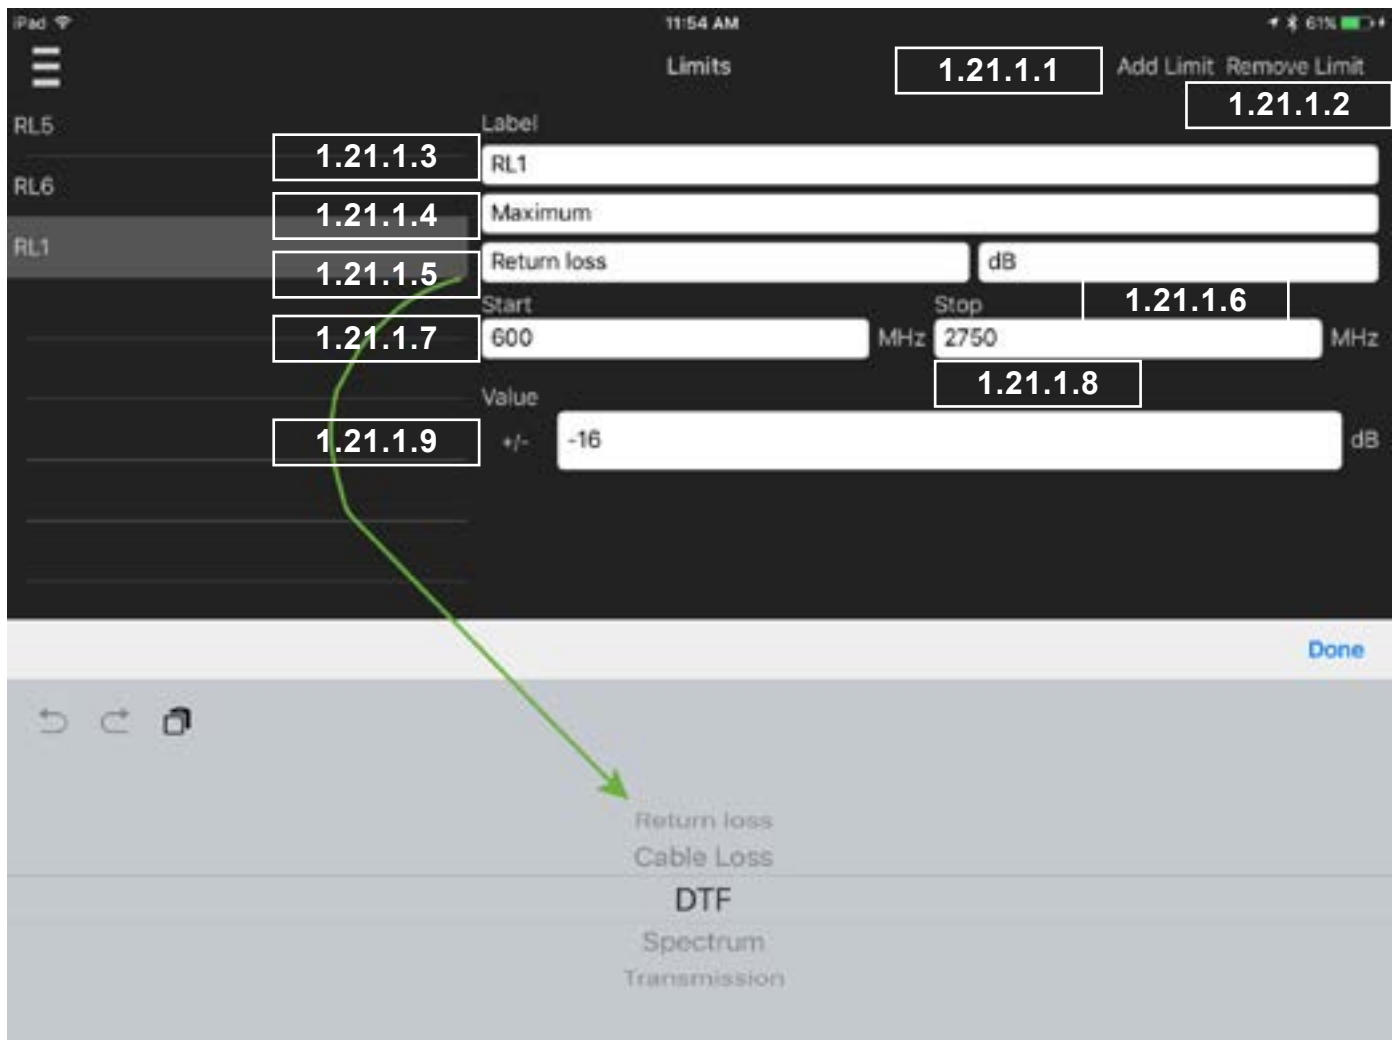 iPad 11:54 AM 61%
Limits 1.21.1.1 Add Limit Remove Limit
1.21.1.2
RL5 Label
1.21.1.3 RL1
RL6
1.21.1.4 Maximum
RL1
1.21.1.5 Return loss dB
Start Stop 1.21.1.6
1.21.1.7 600 MHz 2750 MHz
1.21.1.8
Value
1.21.1.9 +/- -16 dB
Done
Return loss
Cable Loss
DTF
Spectrum
Transmission